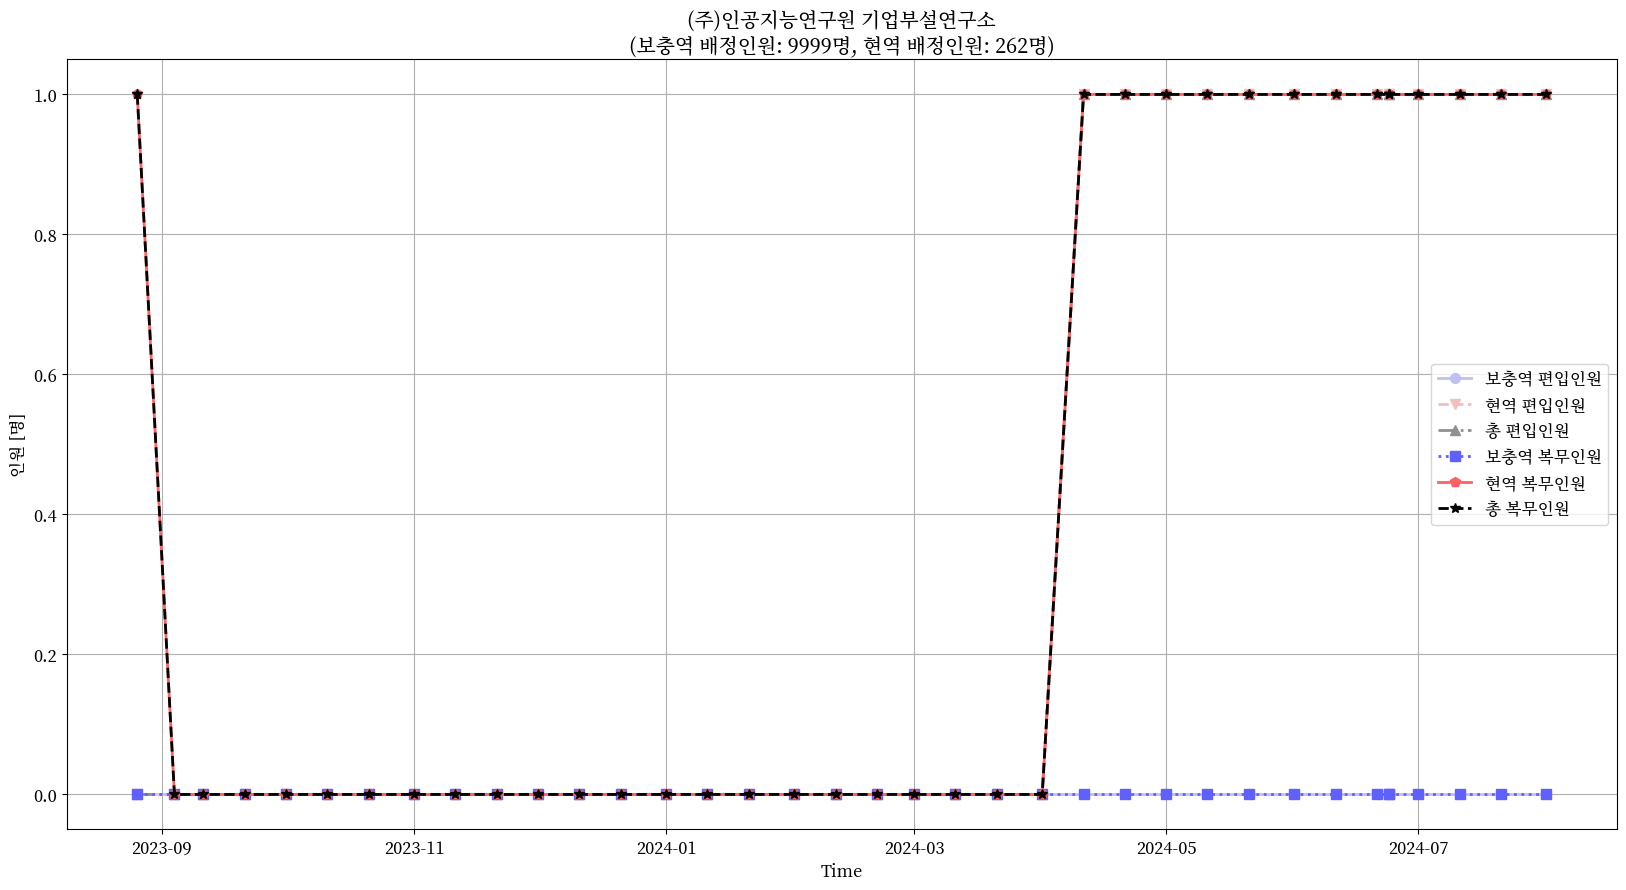 (주)인공지능연구원 기업부설연구소
(보충역 배정인원: 9999명, 현역 배정인원: 262명)
1.0
0.8
0.6
0.4
0.2
0.0
인원 [명]
보충역 편입인원
현역 편입인원
총 편입인원
보충역 복무인원
현역 복무인원
총 복무인원
2023-09
2023-11
2024-01
2024-03
2024-05
2024-07
Time